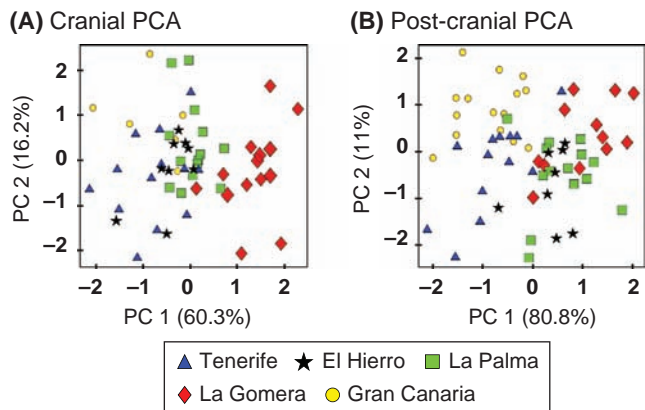 (A) Cranial PCA
PC 2 (16.2%)
2
1
0
−1
−2
−2 −1 0 1 2
PC 1 (60.3%)
(B) Post-cranial PCA
PC 2 (11%)
2
1
0
−1
−2
−2 −1 0 1 2
PC 1 (80.8%)
Tenerife El Hierro La Palma
La Gomera Gran Canaria